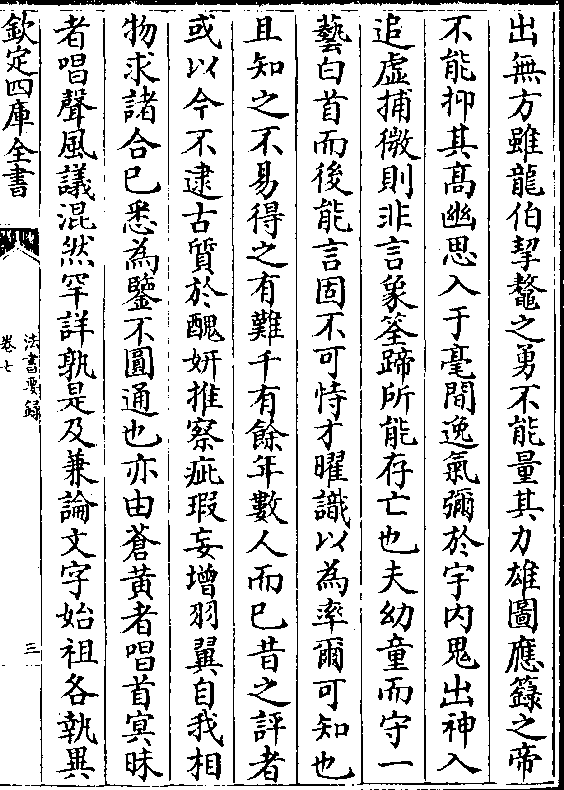 出無方雖龍伯挈鼇之勇不能量其力雄圖應籙之帝
不能抑其髙幽思入于毫間逸氣彌於宇内鬼出神入
追虚捕微則非言象筌蹄所能存亡也夫幼童而守一
藝白首而後能言固不可恃才曜識以為率爾可知也
且知之不易得之有難千有餘年數人而已昔之評者
或以今不逮古質於醜妍推察疵瑕妄增羽翼自我相
物求諸合已悉為鑒不圓通也亦由蒼黄者唱首冥昧
者唱聲風議混然罕詳孰是及兼論文字始祖各執異
欽定四庫全書
法書要録
卷七
三